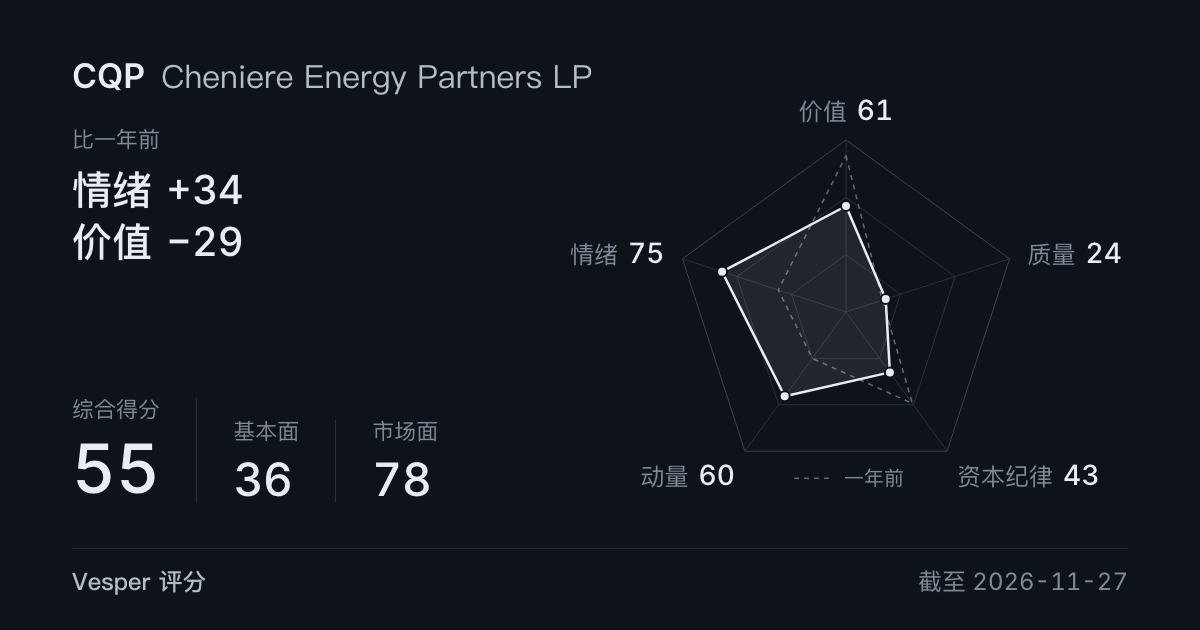 CQP Cheniere Energy Partners LP
比一年前
情绪 +34
价值 −29
价值 61
情绪 75
质量 24
动量 60
资本纪律 43
一年前
综合得分
55
基本面
36
市场面
78
Vesper 评分
截至 2026-11-27